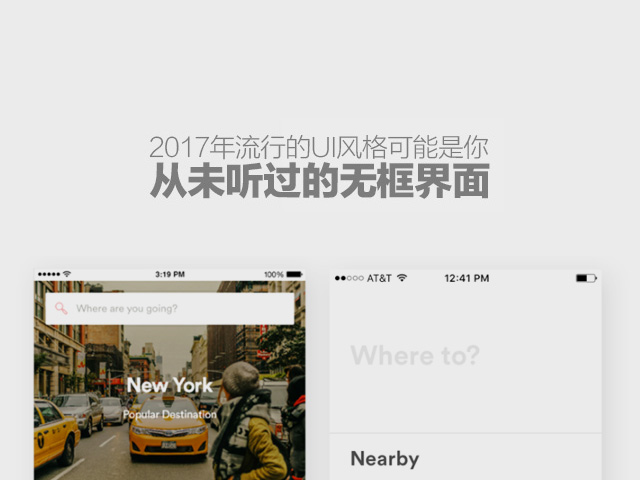 2017年流行的UI风格可能是你
从未听过的无框界面
3:19 PM
100%
Where are you going?
New York
Popular Destination
AT&T
12:41 PM
Where to?
Nearby